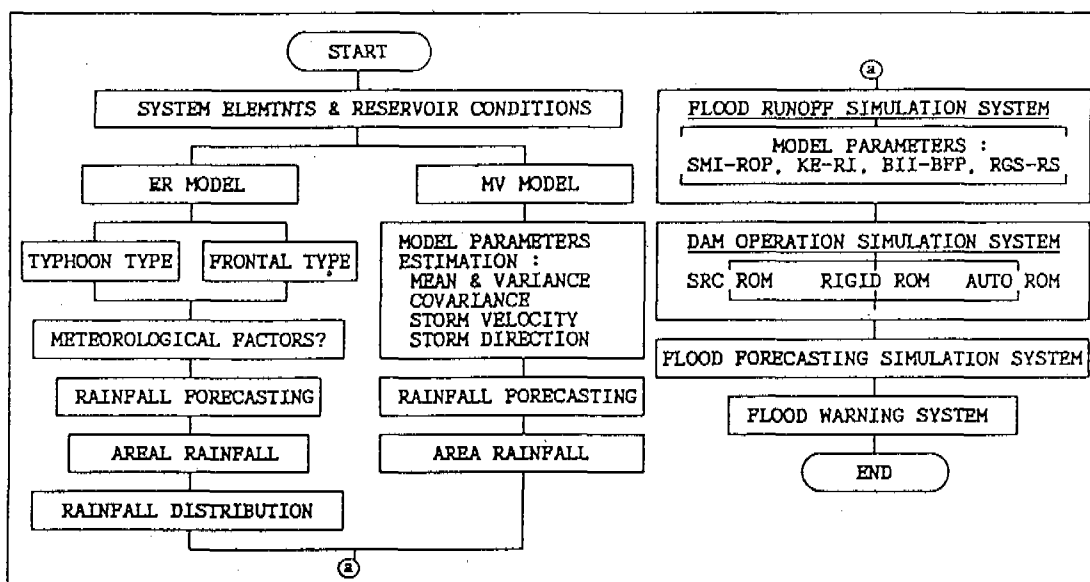 START
SYSTEM ELEMTNTS & RESERVOIR CONDITIONS
ER MODEL
TYPHOON TYPE
FRONTAL TYPE
METEOROLOGICAL FACTORS?
RAINFALL FORECASTING
AREAL RAINFALL
RAINFALL DISTRIBUTION
MV MODEL
MODEL PARAMETERS
ESTIMATION :
MEAN & VARIANCE
COVARIANCE
STORM VELOCITY
STORM DIRECTION
RAINFALL FORECASTING
AREA RAINFALL
a
a
FLOOD RUNOFF SIMULATION SYSTEM
MODEL PARAMETERS :
SMI-ROP, KE-RI, BII-BFP, RGS-RS
DAM OPERATION SIMULATION SYSTEM
SRC ROM RIGID ROM AUTO ROM
FLOOD FORECASTING SIMULATION SYSTEM
FLOOD WARNING SYSTEM
END